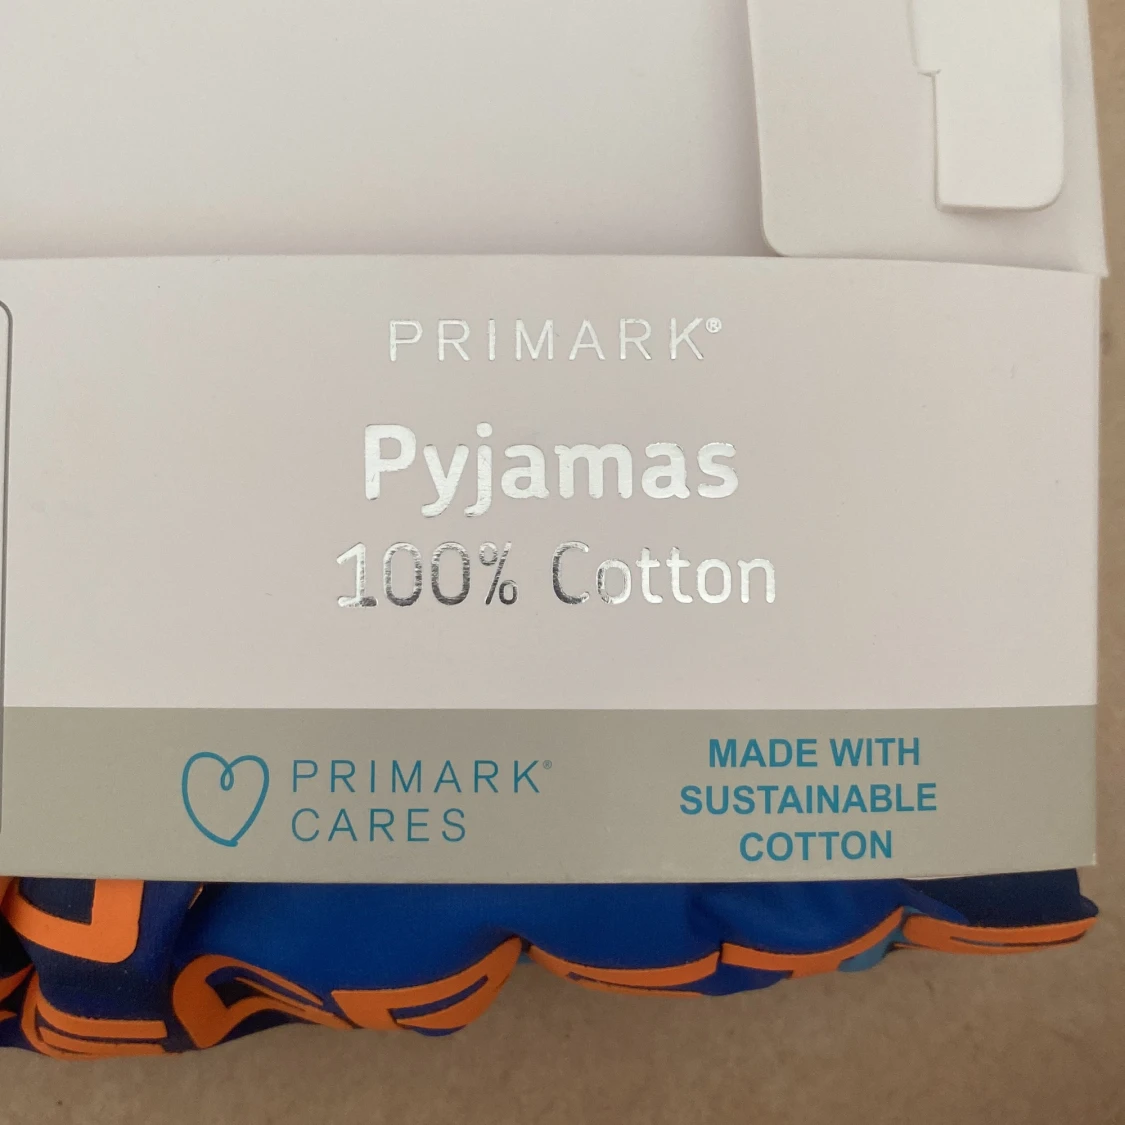 PRIMARK®
Pyjamas
100% Cotton
PRIMARK®
CARES
MADE WITH
SUSTAINABLE
COTTON